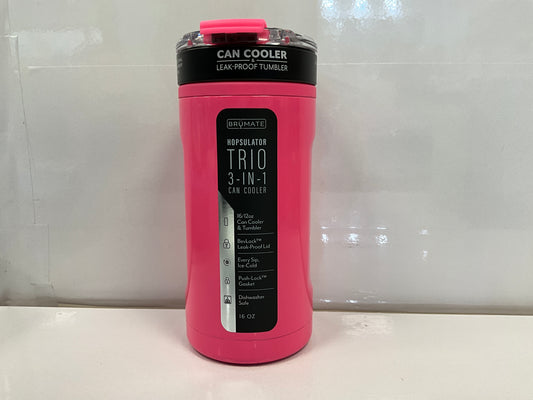 CAN COOLER
&
LEAK-PROOF TUMBLER
BRÜMATE
HOPSULATOR
TRIO
3-IN-1
CAN COOLER
16/12oz
Can Cooler
& Tumbler
BevLock™
Leak-Proof Lid
Every Sip,
Ice-Cold
Push-Lock™
Gasket
Dishwasher
Safe
16 OZ